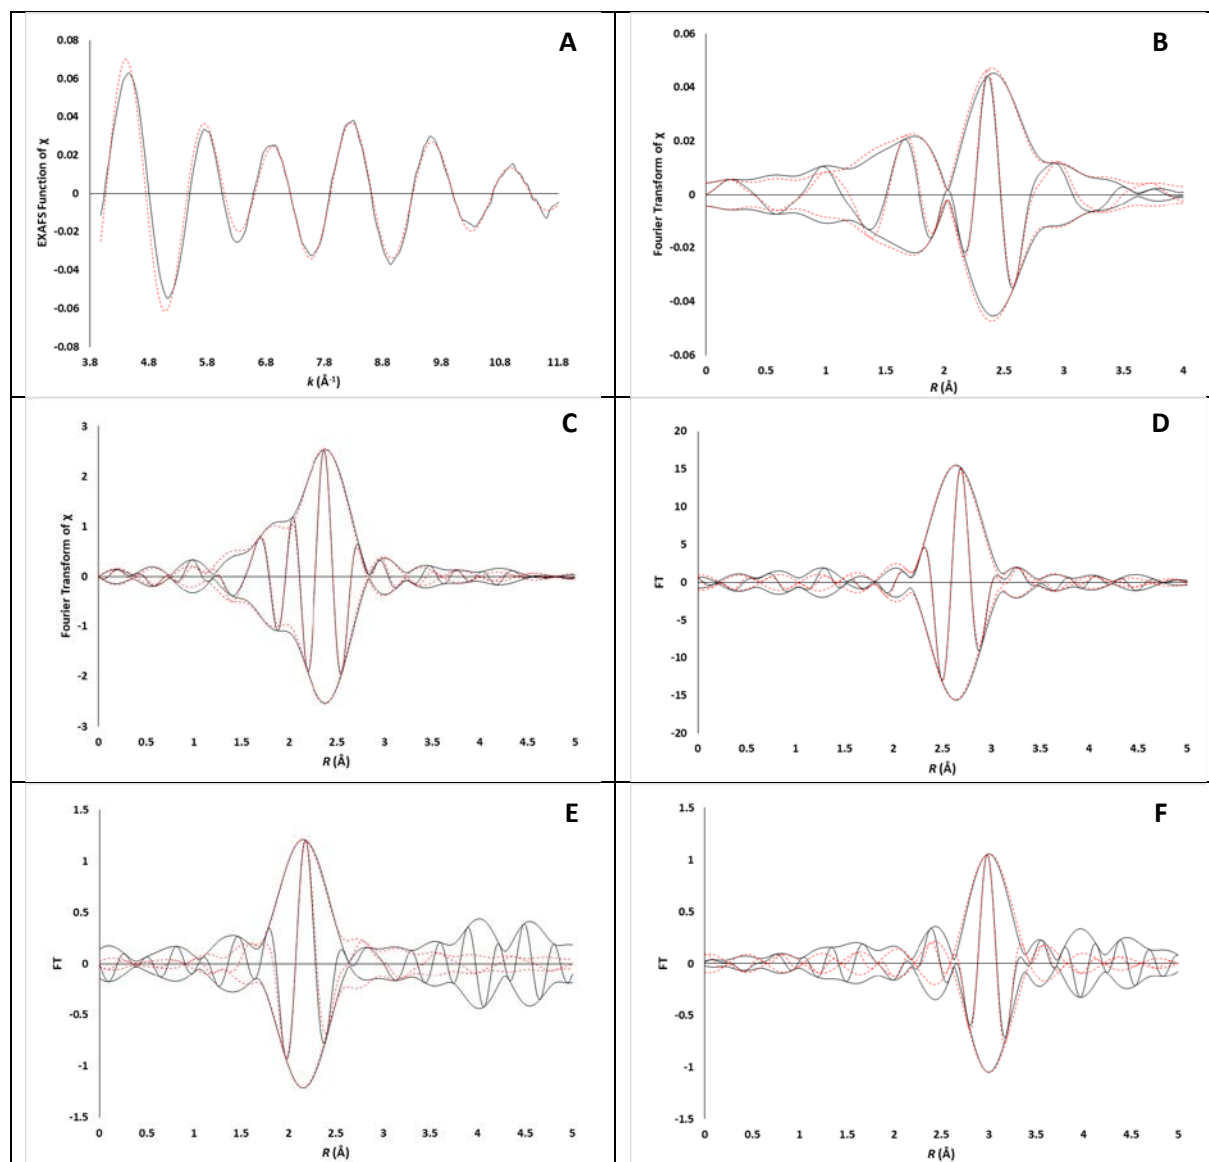 A
EXAFS Function of χ
0.08
0.06
0.04
0.02
0
-0.02
-0.04
-0.06
-0.08
3.8 4.8 5.8 6.8 7.8 8.8 9.8 10.8 11.8
k (Å-1)
B
Fourier Transform of χ
0.06
0.04
0.02
0
-0.02
-0.04
-0.06
0 0.5 1 1.5 2 2.5 3 3.5 4
R (Å)
C
Fourier Transform of χ
3
2
1
0
-1
-2
-3
0 0.5 1 1.5 2 2.5 3 3.5 4 4.5 5
R (Å)
D
FT
20
15
10
5
0
-5
-10
-15
-20
0 0.5 1 1.5 2 2.5 3 3.5 4 4.5 5
R (Å)
E
FT
1.5
1
0.5
0
-0.5
-1
-1.5
0 0.5 1 1.5 2 2.5 3 3.5 4 4.5 5
R (Å)
F
FT
1.5
1
0.5
0
-0.5
-1
-1.5
0 0.5 1 1.5 2 2.5 3 3.5 4 4.5 5
R (Å)